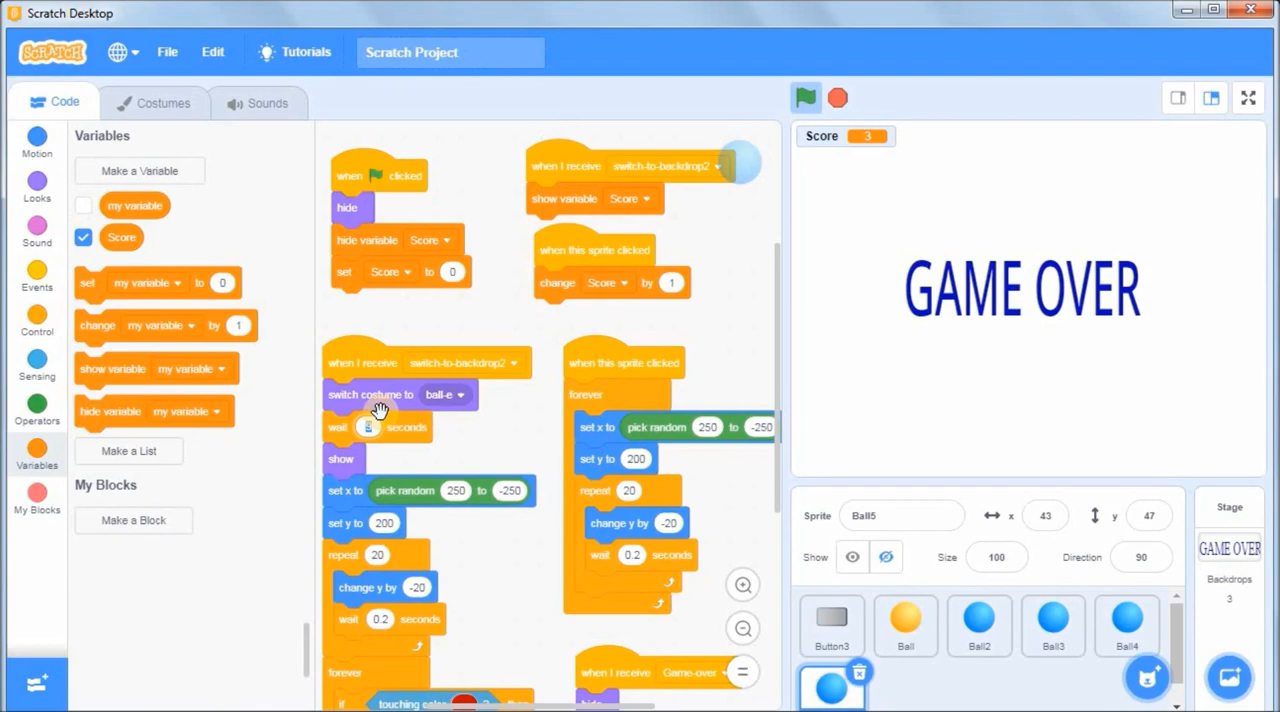 Scratch Desktop
SCRATCH
File
Edit
Tutorials
Scratch Project
Code
Costumes
Sounds
Motion
Looks
Sound
Events
Control
Sensing
Operators
Variables
My Blocks
Variables
Make a Variable
my variable
Score
set my variable to 0
change my variable by 1
show variable my variable
hide variable my variable
Make a List
My Blocks
Make a Block
when clicked
hide
hide variable Score
set Score to 0
when I receive switch-to-backdrop2
show variable Score
when this sprite clicked
change Score by 1
when I receive switch-to-backdrop2
switch costume to ball-e
wait seconds
show
set x to pick random 250 to -250
set y to 200
repeat 20
change y by -20
wait 0.2 seconds
forever
if touching color ? then
when this sprite clicked
forever
set x to pick random 250 to -250
set y to 200
repeat 20
change y by -20
wait 0.2 seconds
when I receive Game-over
hide
Score 3
GAME OVER
Sprite Ball5 x 43 y 47
Show Size 100 Direction 90
Button3
Ball
Ball2
Ball3
Ball4
Stage
GAME OVER
Backdrops
3